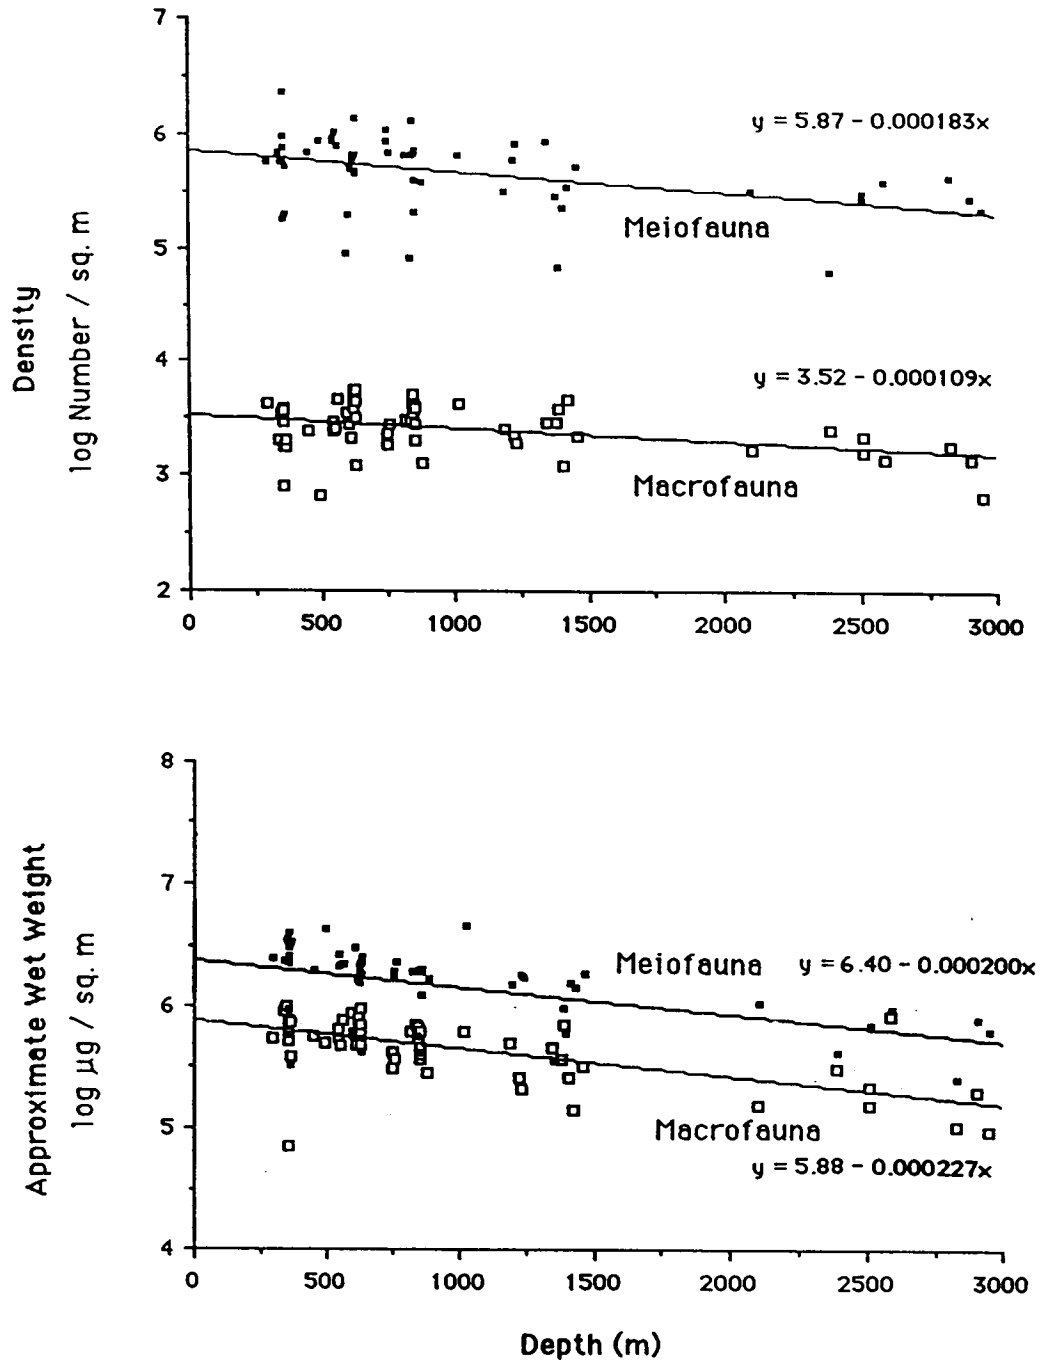 7
6
5
4
3
2
Density
log Number / sq. m
y = 5.87 - 0.000183x
Meiofauna
y = 3.52 - 0.000109x
Macrofauna
0 500 1000 1500 2000 2500 3000
8
7
6
5
4
Approximate Wet Weight
log µg / sq. m
Meiofauna y = 6.40 - 0.000200x
Macrofauna
y = 5.88 - 0.000227x
0 500 1000 1500 2000 2500 3000
Depth (m)